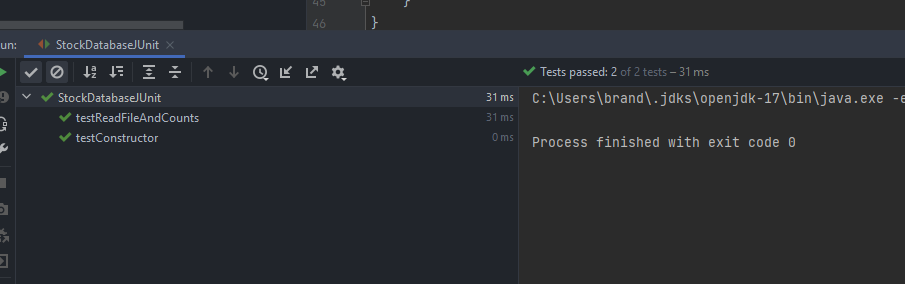 45 }
46 }
un: StockDatabaseJUnit ×
Tests passed: 2 of 2 tests – 31 ms
StockDatabaseJUnit 31 ms
testReadFileAndCounts 31 ms
testConstructor 0 ms
C:\Users\brand\.jdks\openjdk-17\bin\java.exe -e
Process finished with exit code 0